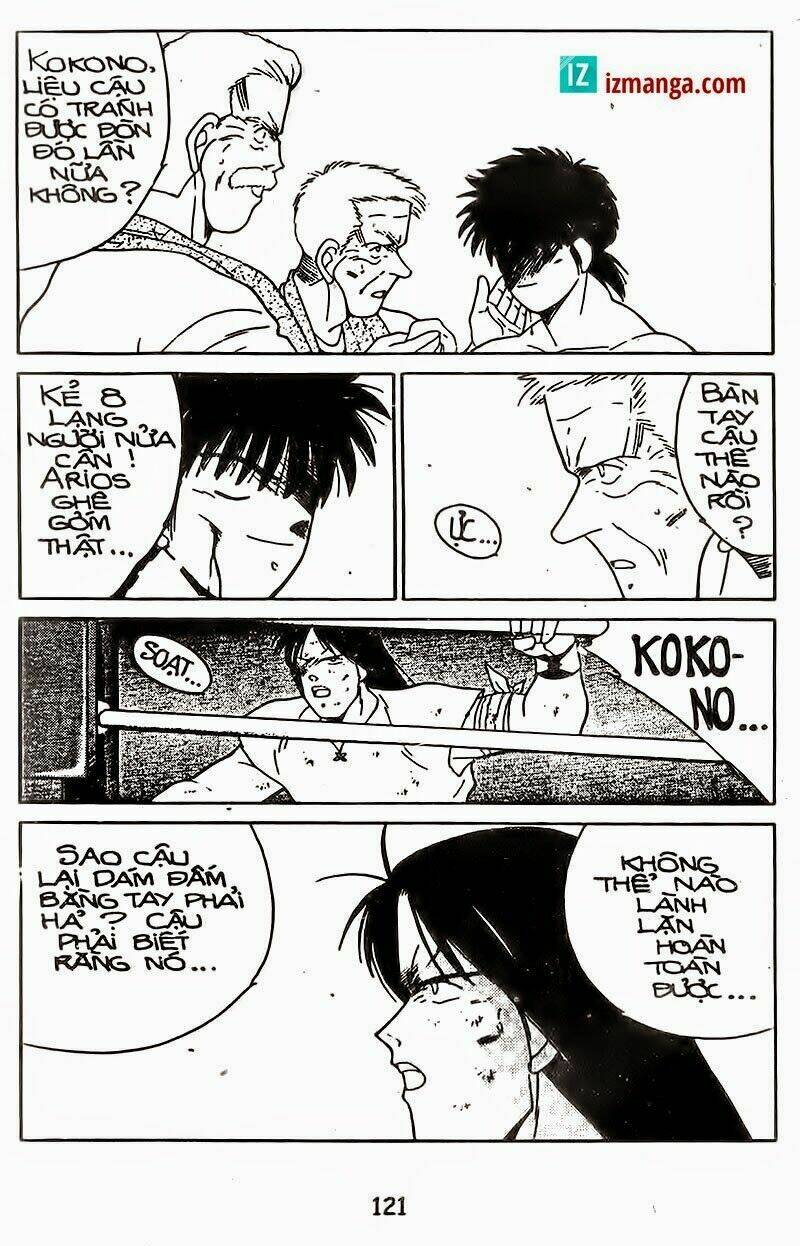 KOKONO,
LIỆU CẬU
CÓ TRÁNH
ĐƯỢC ĐÒN
ĐÓ LẦN
NỮA
KHÔNG?
IZ izmanga.com
KẺ 8
LẠNG
NGƯỜI NỬA
CÂN!
ARIOS
GHÊ
GỚM
THẬT...
BÀN
TAY
CẬU
THẾ
NÀO
RỒI
?
ỰC...
SOẠT...
KOKO-
NO...
SAO CẬU
LẠI DÁM ĐẤM
BẰNG TAY PHẢI
HẢ? CẬU
PHẢI BIẾT
RẰNG NÓ...
KHÔNG
THỂ NÀO
LÀNH
LẶN
HOÀN
TOÀN
ĐƯỢC...
121